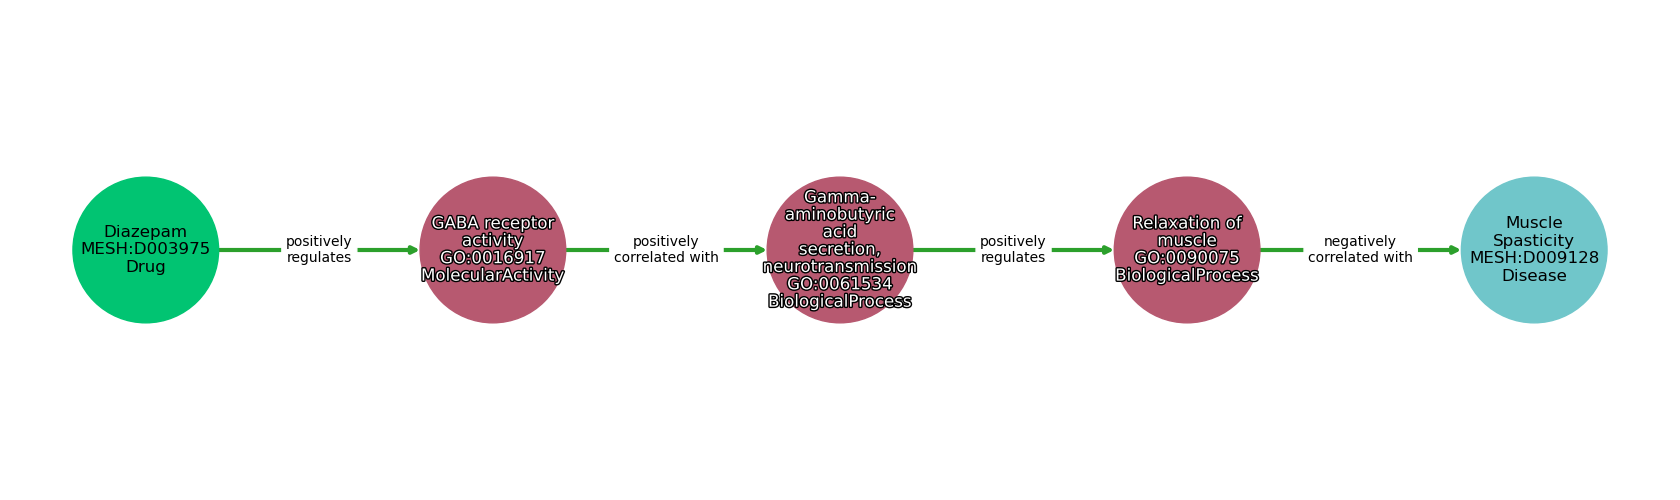 Diazepam
MESH:D003975
Drug
positively
regulates
GABA receptor
activity
GO:0016917
MolecularActivity
positively
correlated with
Gamma-
aminobutyric
acid
secretion,
neurotransmission
GO:0061534
BiologicalProcess
positively
regulates
Relaxation of
muscle
GO:0090075
BiologicalProcess
negatively
correlated with
Muscle
Spasticity
MESH:D009128
Disease